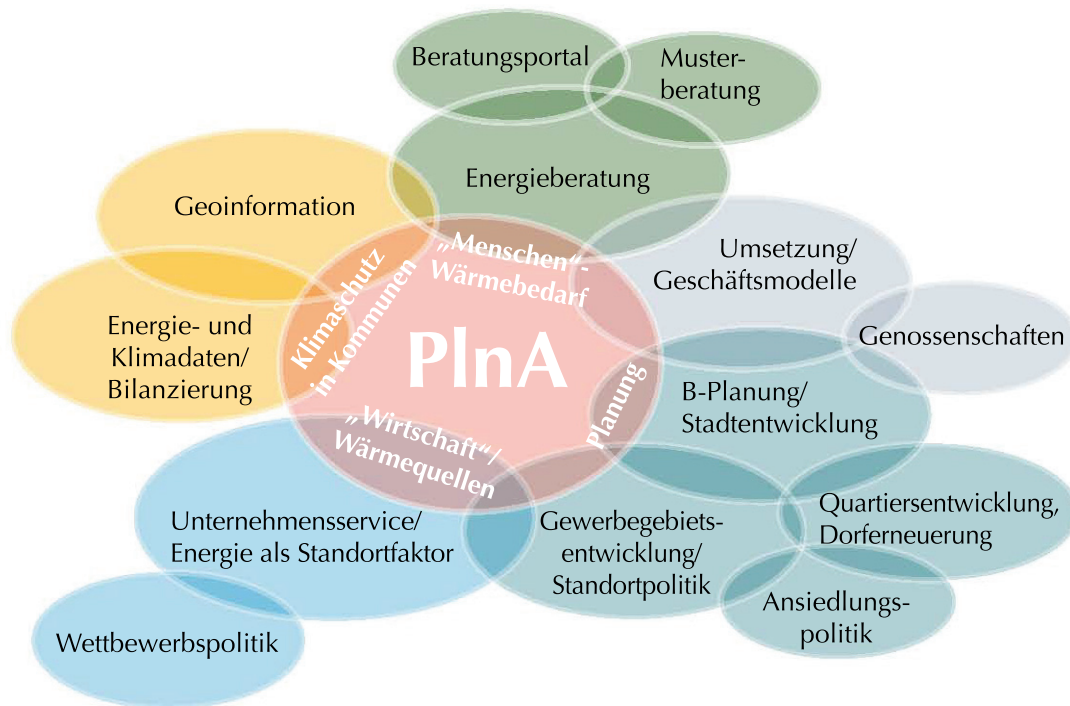 Beratungsportal
Muster-
beratung
Energieberatung
Geoinformation
Umsetzung/
Geschäftsmodelle
Energie- und
Klimadaten/
Bilanzierung
Klimaschutz
in Kommunen
„Menschen“-
Wärmebedarf
PlnA
Planung
„Wirtschaft“/
Wärmequellen
Genossenschaften
B-Planung/
Stadtentwicklung
Unternehmensservice/
Energie als Standortfaktor
Gewerbegebiets-
entwicklung/
Standortpolitik
Quartiersentwicklung,
Dorferneuerung
Ansiedlungs-
politik
Wettbewerbspolitik